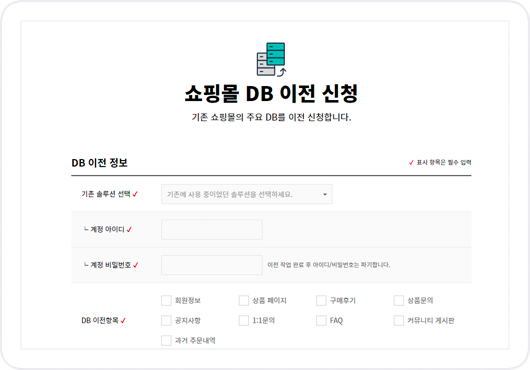 쇼핑몰 DB 이전 신청
기존 쇼핑몰의 주요 DB를 이전 신청합니다.
DB 이전 정보
✓ 표시 항목은 필수 입력
기존 솔루션 선택 ✓ 기존에 사용 중이었던 솔루션을 선택하세요.
ㄴ 계정 아이디 ✓
ㄴ 계정 비밀번호 ✓ 이전 작업 완료 후 아이디/비밀번호는 파기합니다.
회원정보 상품 페이지 구매후기 상품문의
DB 이전항목 ✓ 공지사항 1:1문의 FAQ 커뮤니티 게시판
과거 주문내역